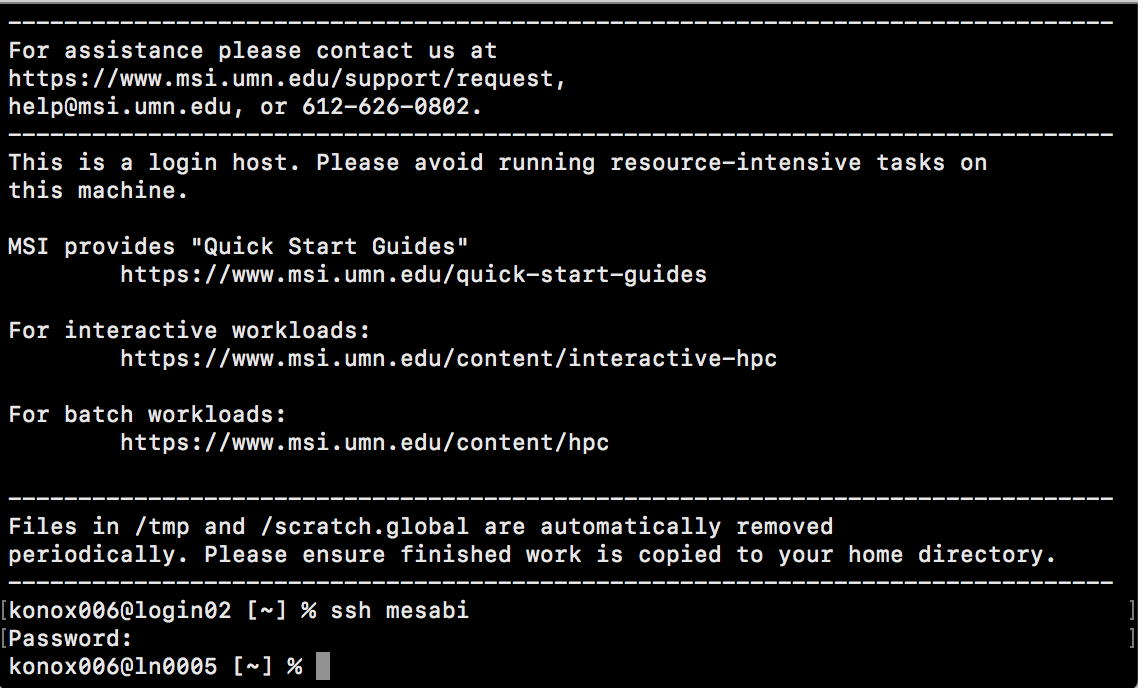 -------------------------------------------------------------------------------
For assistance please contact us at
https://www.msi.umn.edu/support/request,
help@msi.umn.edu, or 612-626-0802.
-------------------------------------------------------------------------------
This is a login host. Please avoid running resource-intensive tasks on
this machine.
MSI provides "Quick Start Guides"
https://www.msi.umn.edu/quick-start-guides
For interactive workloads:
https://www.msi.umn.edu/content/interactive-hpc
For batch workloads:
https://www.msi.umn.edu/content/hpc
-------------------------------------------------------------------------------
Files in /tmp and /scratch.global are automatically removed
periodically. Please ensure finished work is copied to your home directory.
-------------------------------------------------------------------------------
[konox006@login02 [~] % ssh mesabi ]
[Password: ]
konox006@ln0005 [~] %